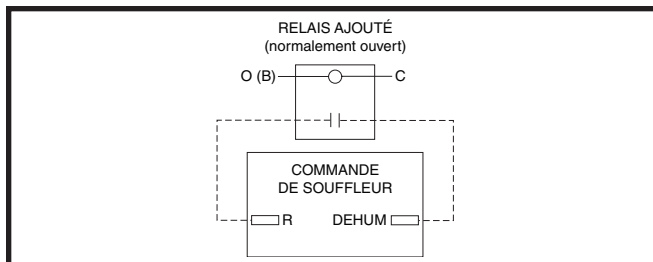 RELAIS AJOUTÉ
(normalement ouvert)
O (B) C
COMMANDE
DE SOUFFLEUR
R DEHUM